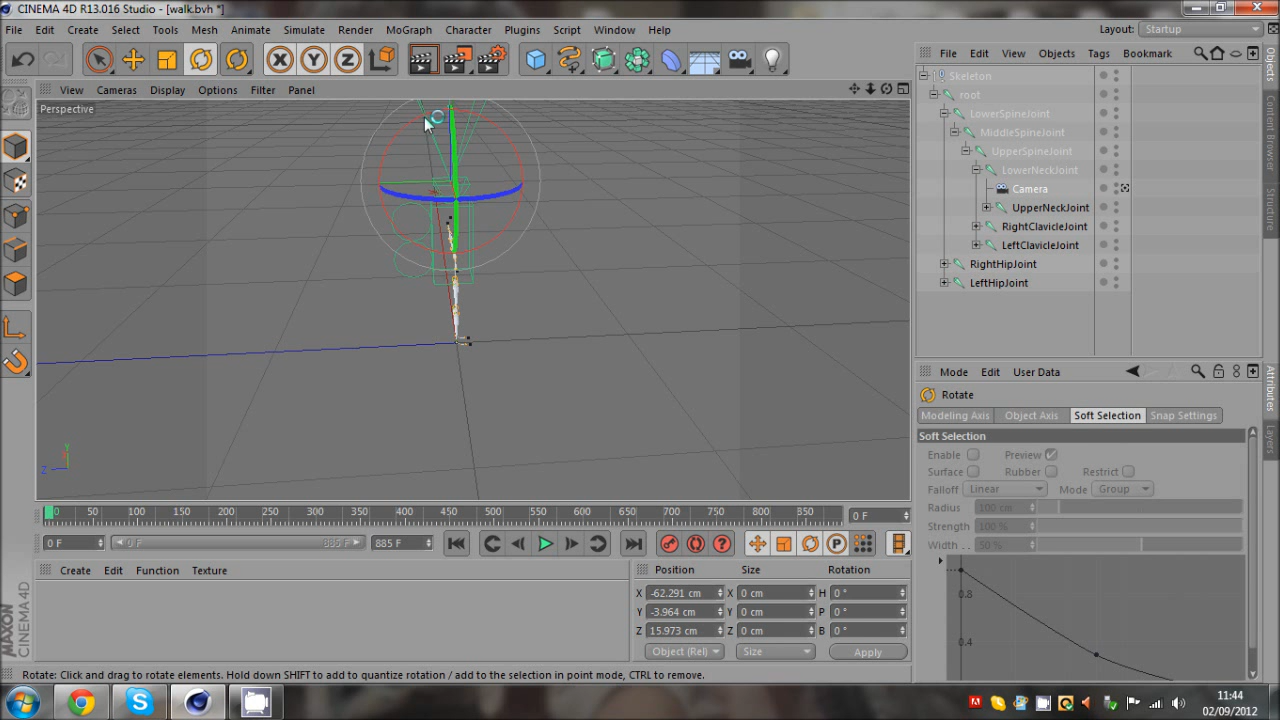 CINEMA 4D R13.016 Studio - [walk.bvh *]
File Edit Create Select Tools Mesh Animate Simulate Render MoGraph Character Plugins Script Window Help
Layout: Startup
View Cameras Display Options Filter Panel
Perspective
Y
Z
File Edit View Objects Tags Bookmark
Skeleton
root
LowerSpineJoint
MiddleSpineJoint
UpperSpineJoint
LowerNeckJoint
Camera
UpperNeckJoint
RightClavicleJoint
LeftClavicleJoint
RightHipJoint
LeftHipJoint
Objects
Content Browser
Structure
Mode Edit User Data
Rotate
Modeling Axis Object Axis Soft Selection Snap Settings
Soft Selection
Enable Preview
Surface Rubber Restrict
Falloff Linear Mode Group
Radius 100 cm
Strength 100 %
Width .. 50 %
0.8
0.4
Attributes
Layers
0 50 100 150 200 250 300 350 400 450 500 550 600 650 700 750 800 850 0 F
0 F 0 F 885 F 885 F
Create Edit Function Texture
Position Size Rotation
X -62.291 cm X 0 cm H 0 °
Y -3.964 cm Y 0 cm P 0 °
Z 15.973 cm Z 0 cm B 0 °
Object (Rel) Size Apply
MAXON
CINEMA 4D
Rotate: Click and drag to rotate elements. Hold down SHIFT to add to quantize rotation / add to the selection in point mode, CTRL to remove.
11:44
02/09/2012